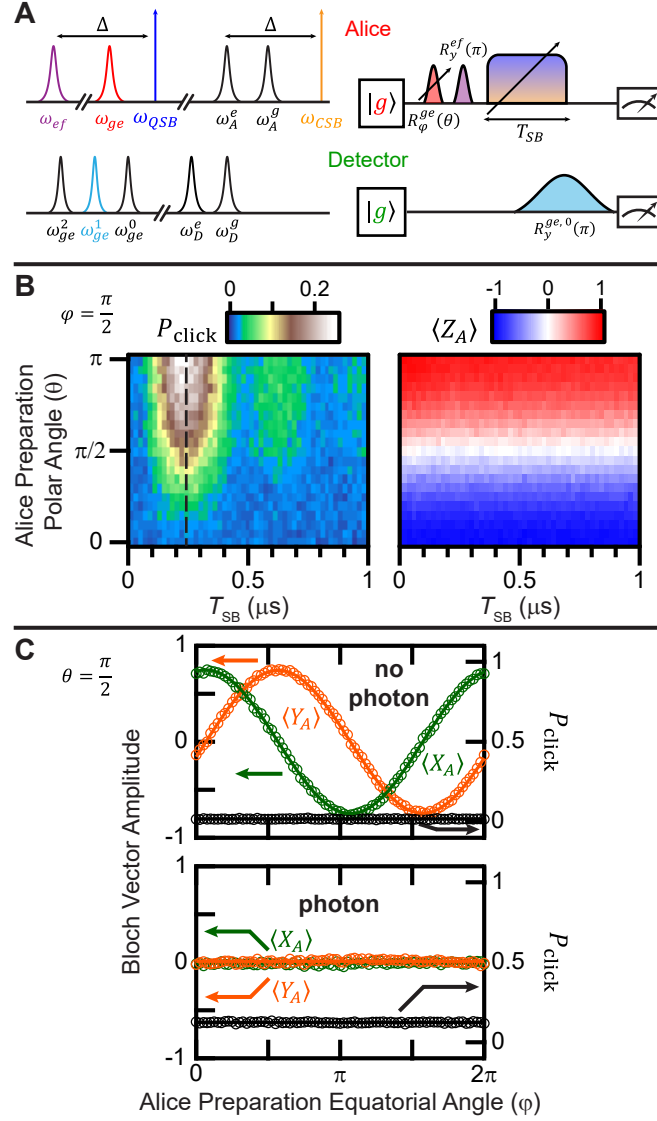 A
Δ
Δ
Alice
ω_ef
ω_ge
ω_QSB
ω_A^e
ω_A^g
ω_CSB
|g⟩
R_φ^ge(θ)
R_y^ef(π)
T_SB
Detector
ω_ge^2
ω_ge^1
ω_ge^0
ω_D^e
ω_D^g
|g⟩
R_y^{ge,0}(π)
B
φ = π/2
0 0.2
P_click
-1 0 1
⟨Z_A⟩
Alice Preparation
Polar Angle (θ)
π
π/2
0
0 0.5 1
T_SB (μs)
0 0.5 1
T_SB (μs)
C
θ = π/2
Bloch Vector Amplitude
1
0
-1
no
photon
⟨Y_A⟩
⟨X_A⟩
1
0.5
0
P_click
1
0
-1
photon
⟨X_A⟩
⟨Y_A⟩
1
0.5
0
P_click
0 π 2π
Alice Preparation Equatorial Angle (φ)